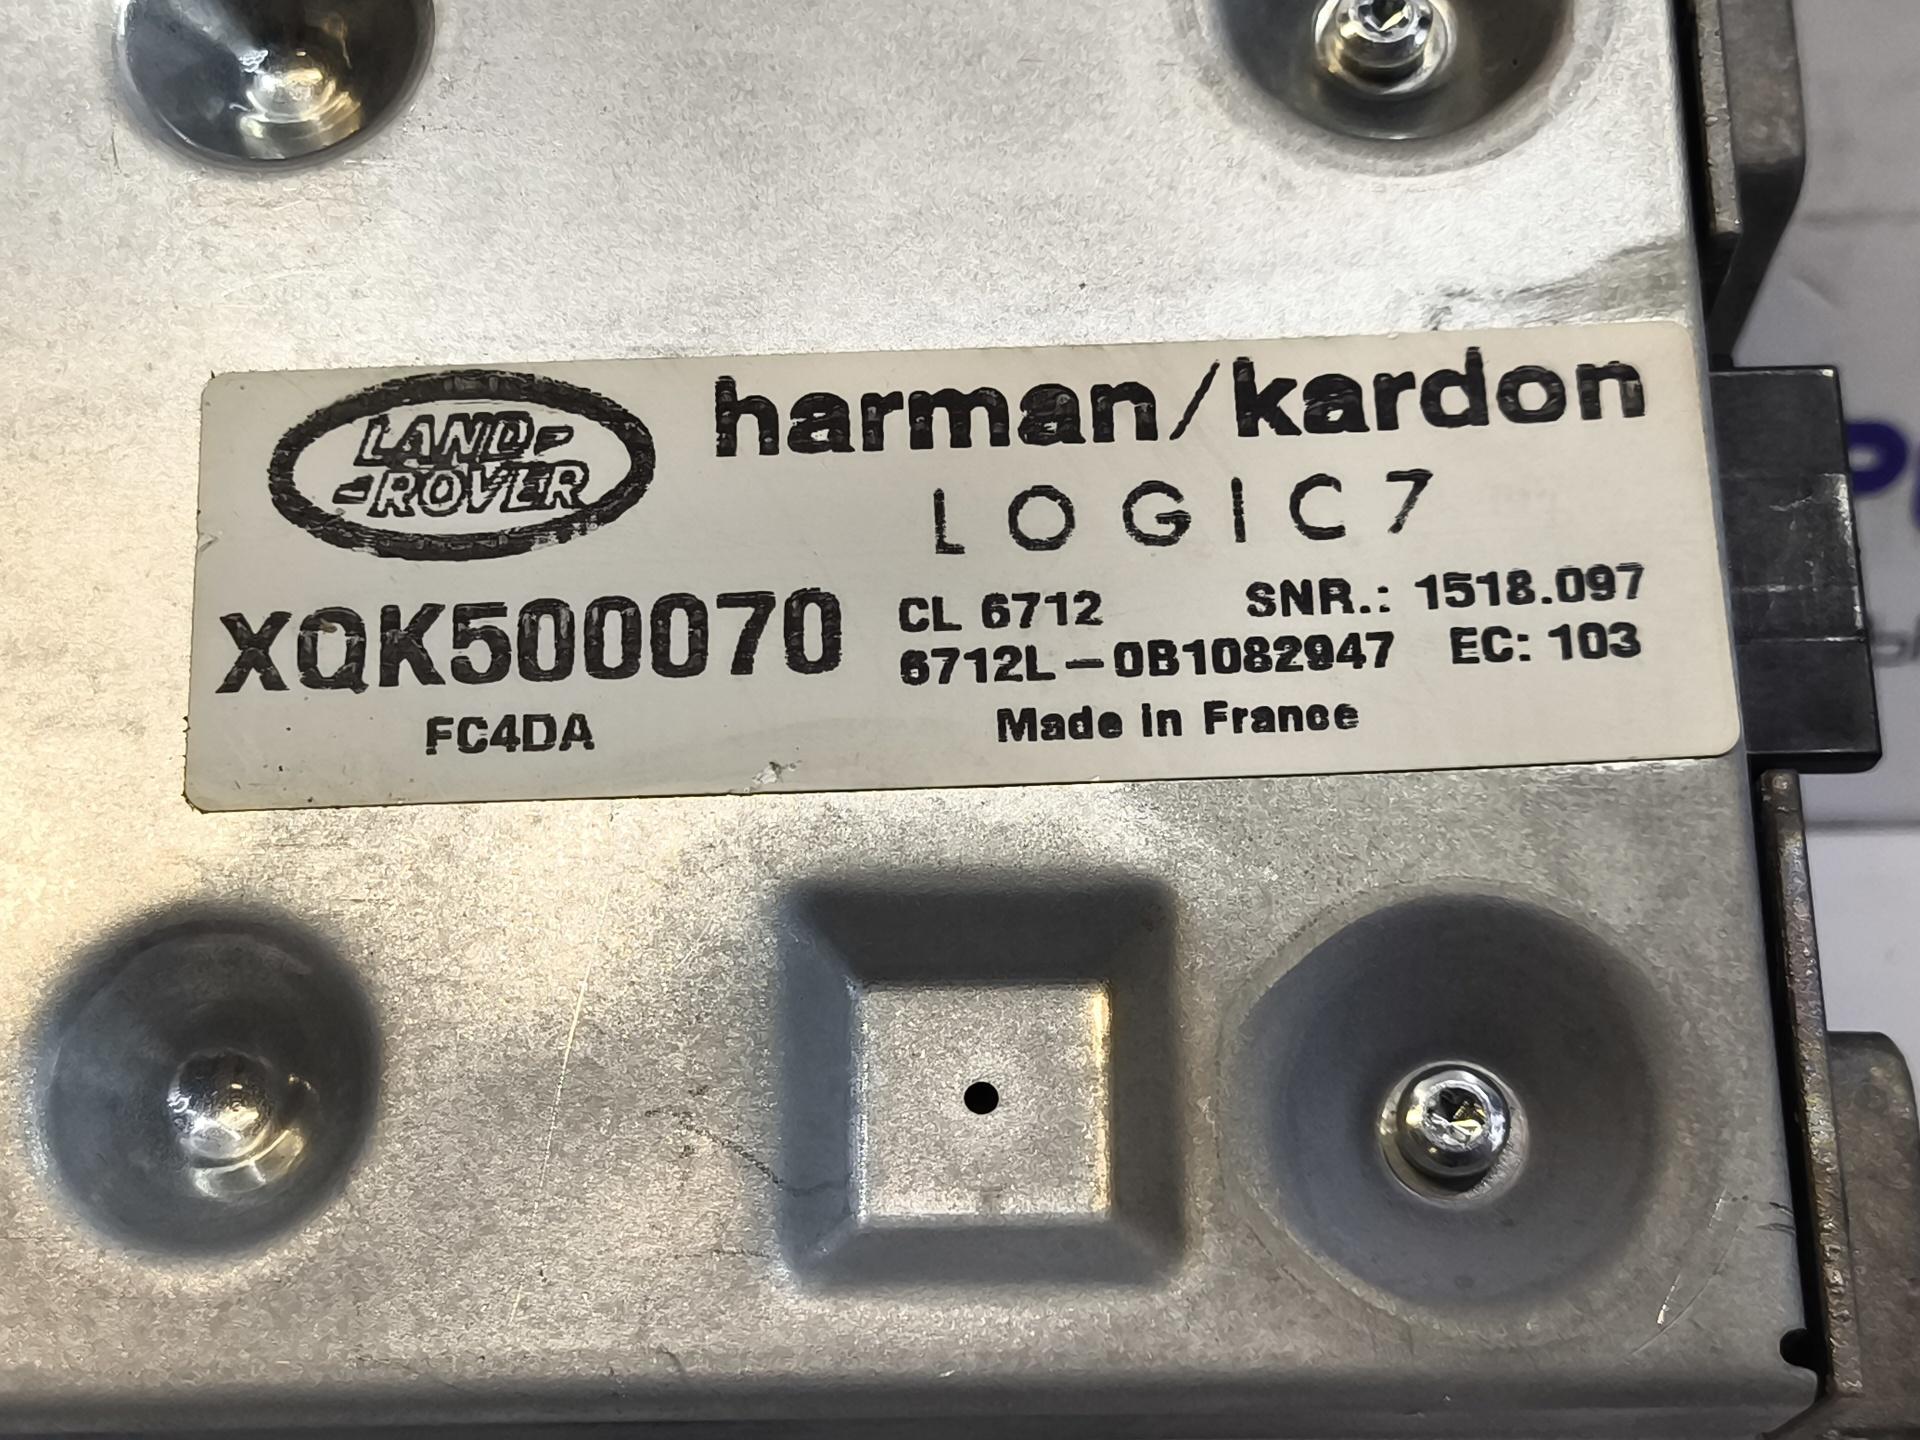 LAND-
-ROVER
harman/kardon
LOGIC7
XQK500070
CL 6712 SNR.: 1518.097
6712L-0B1082947 EC: 103
FC4DA
Made in France